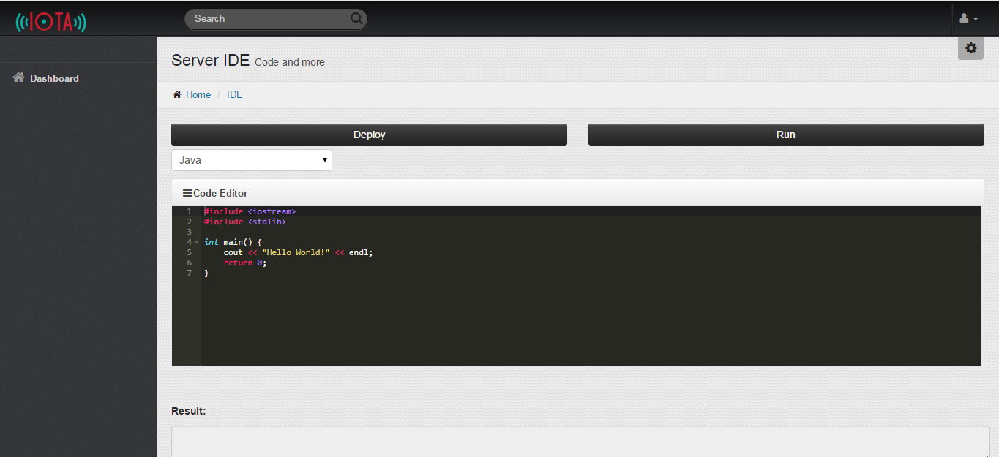 IOTA
Search
Dashboard
Server IDE Code and more
Home / IDE
Deploy
Run
Java
Code Editor
1 #include <iostream>
2 #include <stdlib>
3
4 int main() {
5     cout << "Hello World!" << endl;
6     return 0;
7 }
Result: